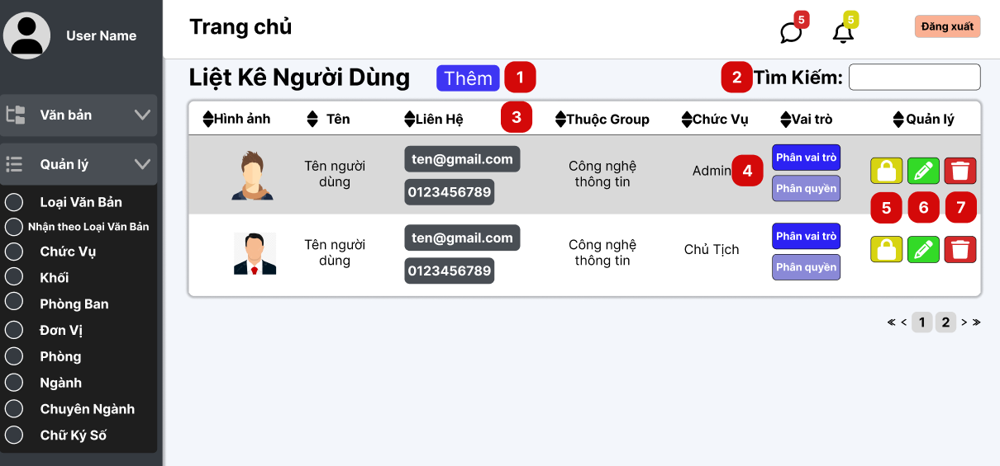 User Name
Văn bản
Quản lý
Loại Văn Bản
Nhận theo Loại Văn Bản
Chức Vụ
Khối
Phòng Ban
Đơn Vị
Phòng
Ngành
Chuyên Ngành
Chữ Ký Số
Trang chủ
5
5
Đăng xuất
Liệt Kê Người Dùng
Thêm
1
2
Tìm Kiếm:
Hình ảnh
Tên
Liên Hệ
3
Thuộc Group
Chức Vụ
Vai trò
Quản lý
Tên người
dùng
ten@gmail.com
0123456789
Công nghệ
thông tin
Admin
4
Phân vai trò
Phân quyền
5
6
7
Tên người
dùng
ten@gmail.com
0123456789
Công nghệ
thông tin
Chủ Tịch
Phân vai trò
Phân quyền
« < 1 2 > »